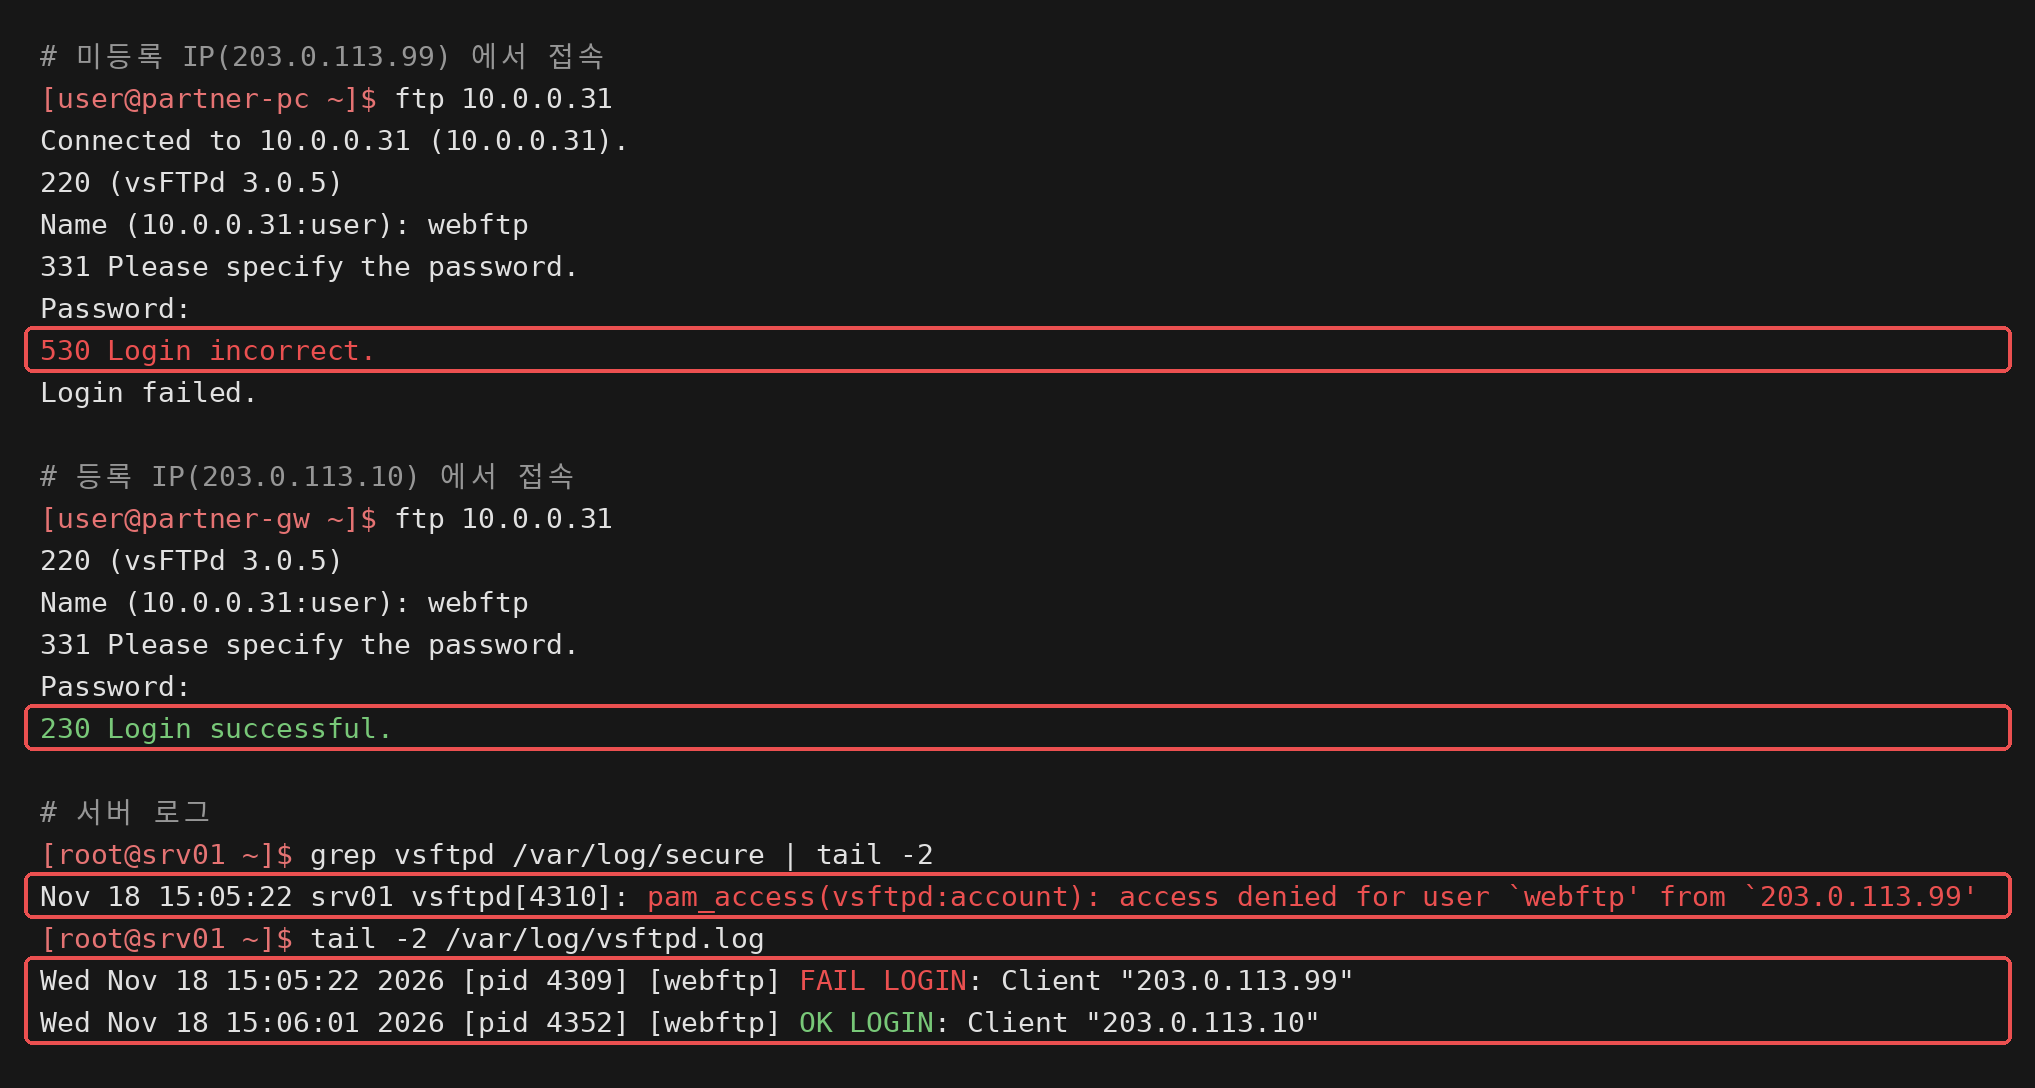 # 미등록 IP(203.0.113.99) 에서 접속
[user@partner-pc ~]$ ftp 10.0.0.31
Connected to 10.0.0.31 (10.0.0.31).
220 (vsFTPd 3.0.5)
Name (10.0.0.31:user): webftp
331 Please specify the password.
Password:
530 Login incorrect.
Login failed.
# 등록 IP(203.0.113.10) 에서 접속
[user@partner-gw ~]$ ftp 10.0.0.31
220 (vsFTPd 3.0.5)
Name (10.0.0.31:user): webftp
331 Please specify the password.
Password:
230 Login successful.
# 서버 로그
[root@srv01 ~]$ grep vsftpd /var/log/secure | tail -2
Nov 18 15:05:22 srv01 vsftpd[4310]: pam_access(vsftpd:account): access denied for user `webftp' from `203.0.113.99'
[root@srv01 ~]$ tail -2 /var/log/vsftpd.log
Wed Nov 18 15:05:22 2026 [pid 4309] [webftp] FAIL LOGIN: Client "203.0.113.99"
Wed Nov 18 15:06:01 2026 [pid 4352] [webftp] OK LOGIN: Client "203.0.113.10"